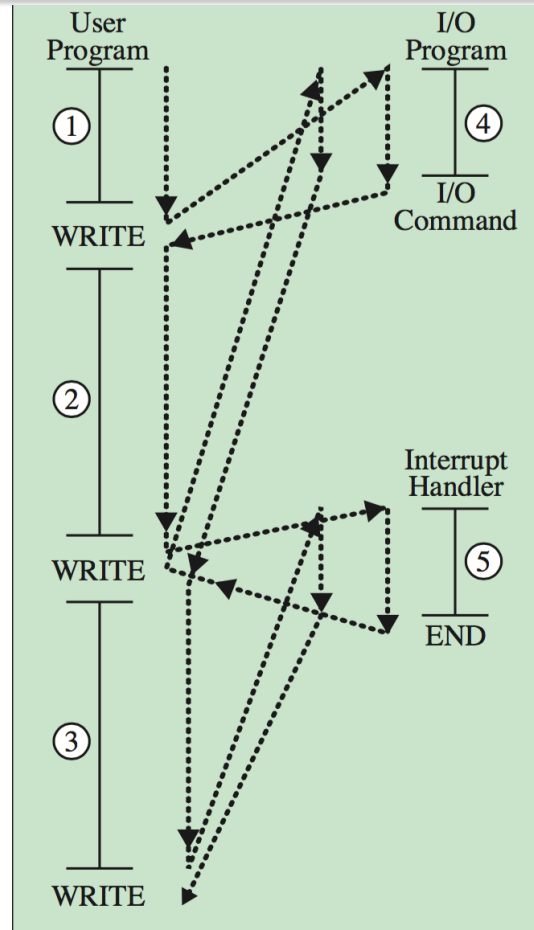 User
Program
I/O
Program
1
4
I/O
Command
WRITE
2
Interrupt
Handler
WRITE
5
END
3
WRITE